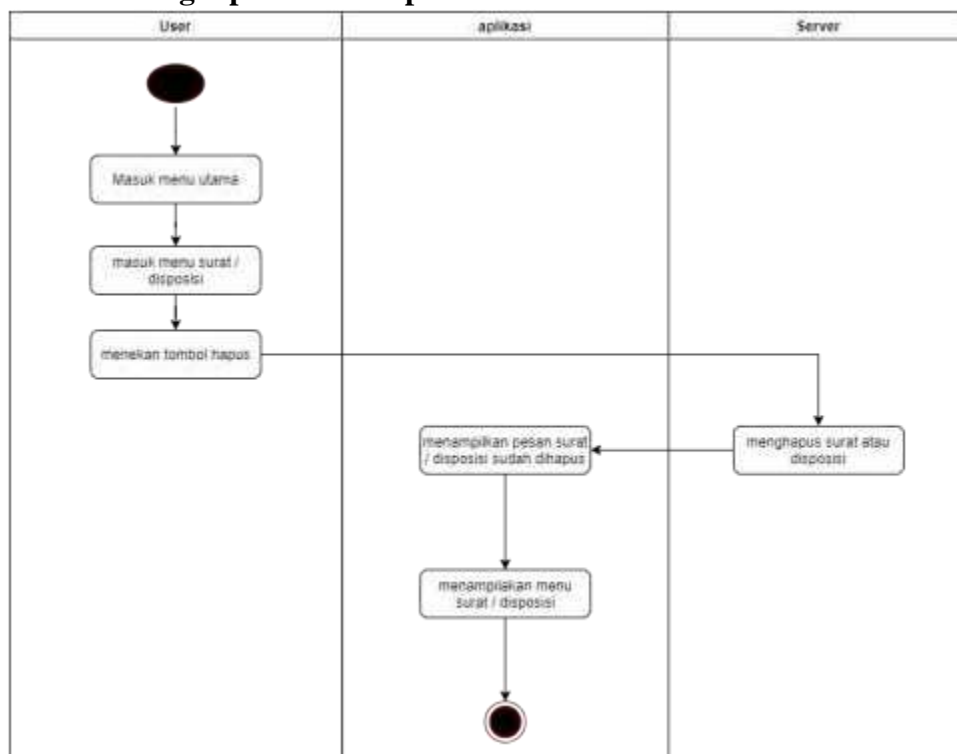 User
aplikasi
Server
Masuk menu utama
masuk menu surat /
disposisi
menekan tombol hapus
menghapus surat atau
disposisi
menampilkan pesan surat
/ disposisi sudah dihapus
menampilakan menu
surat / disposisi